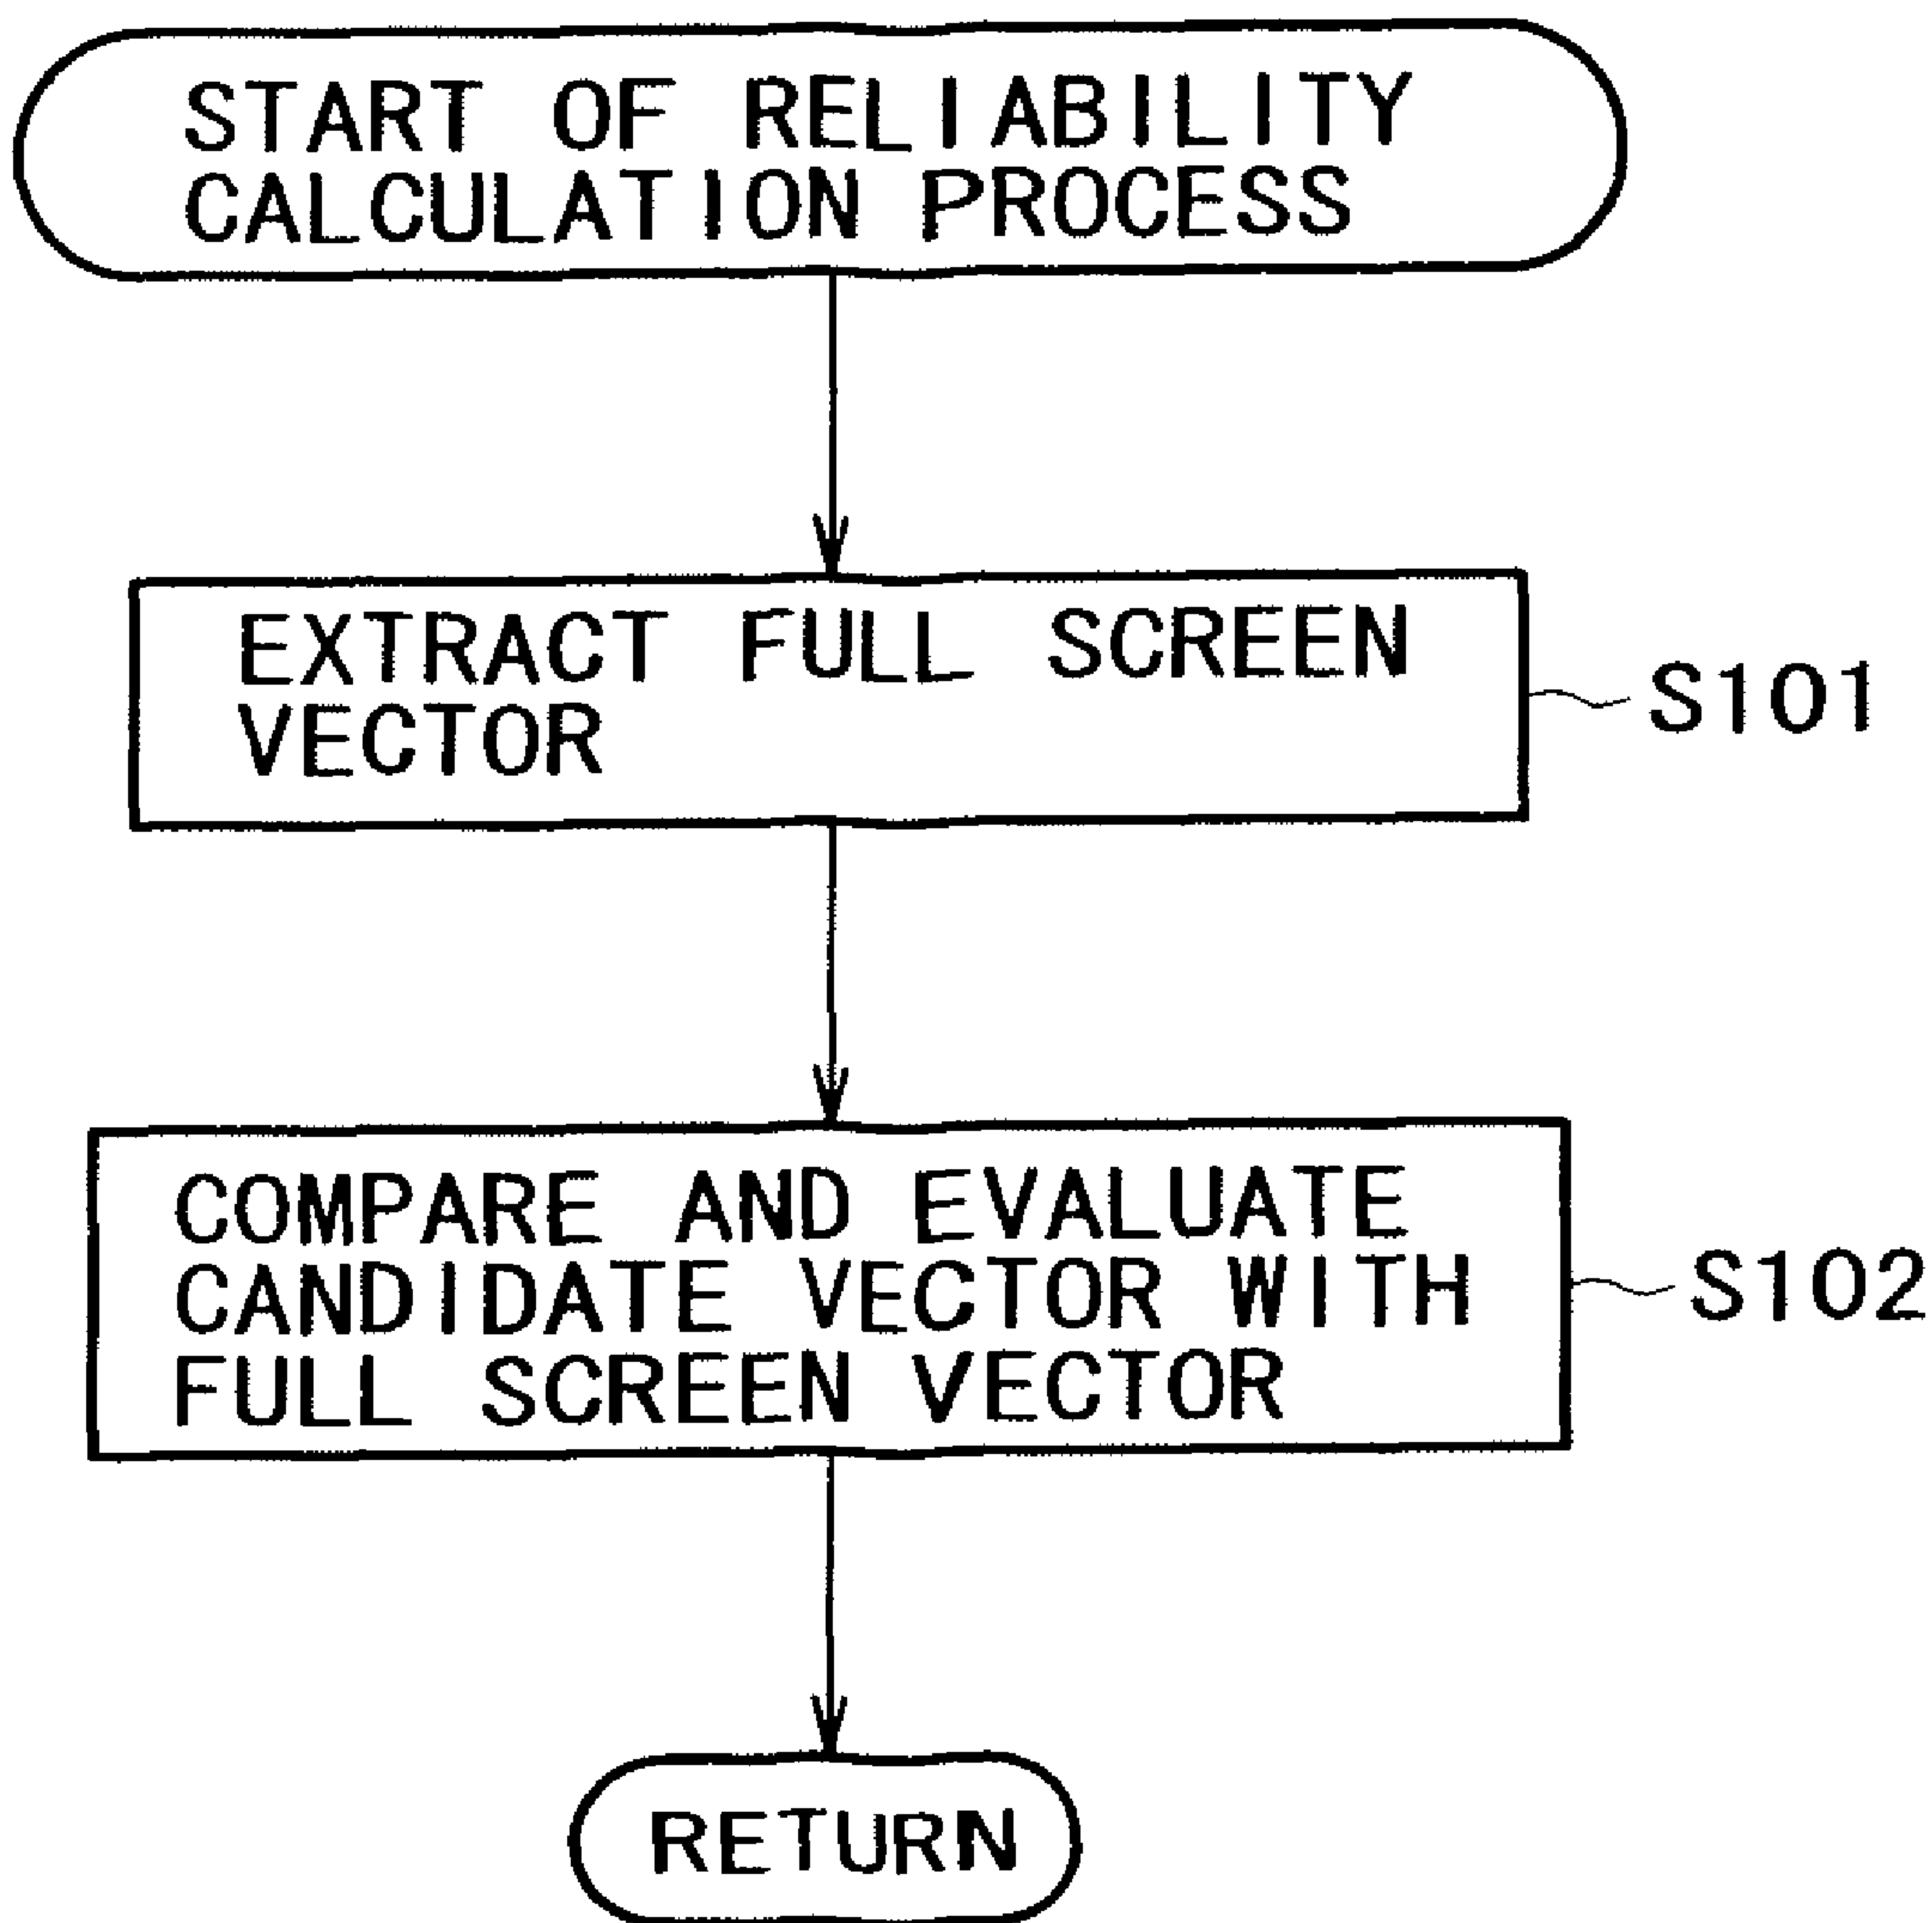 START OF RELIABILITY
CALCULATION PROCESS
EXTRACT FULL SCREEN
VECTOR
S101
COMPARE AND EVALUATE
CANDIDATE VECTOR WITH
FULL SCREEN VECTOR
S102
RETURN